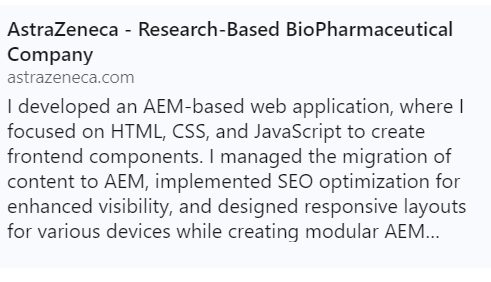 AstraZeneca - Research-Based BioPharmaceutical
Company
astrazeneca.com
I developed an AEM-based web application, where I
focused on HTML, CSS, and JavaScript to create
frontend components. I managed the migration of
content to AEM, implemented SEO optimization for
enhanced visibility, and designed responsive layouts
for various devices while creating modular AEM...